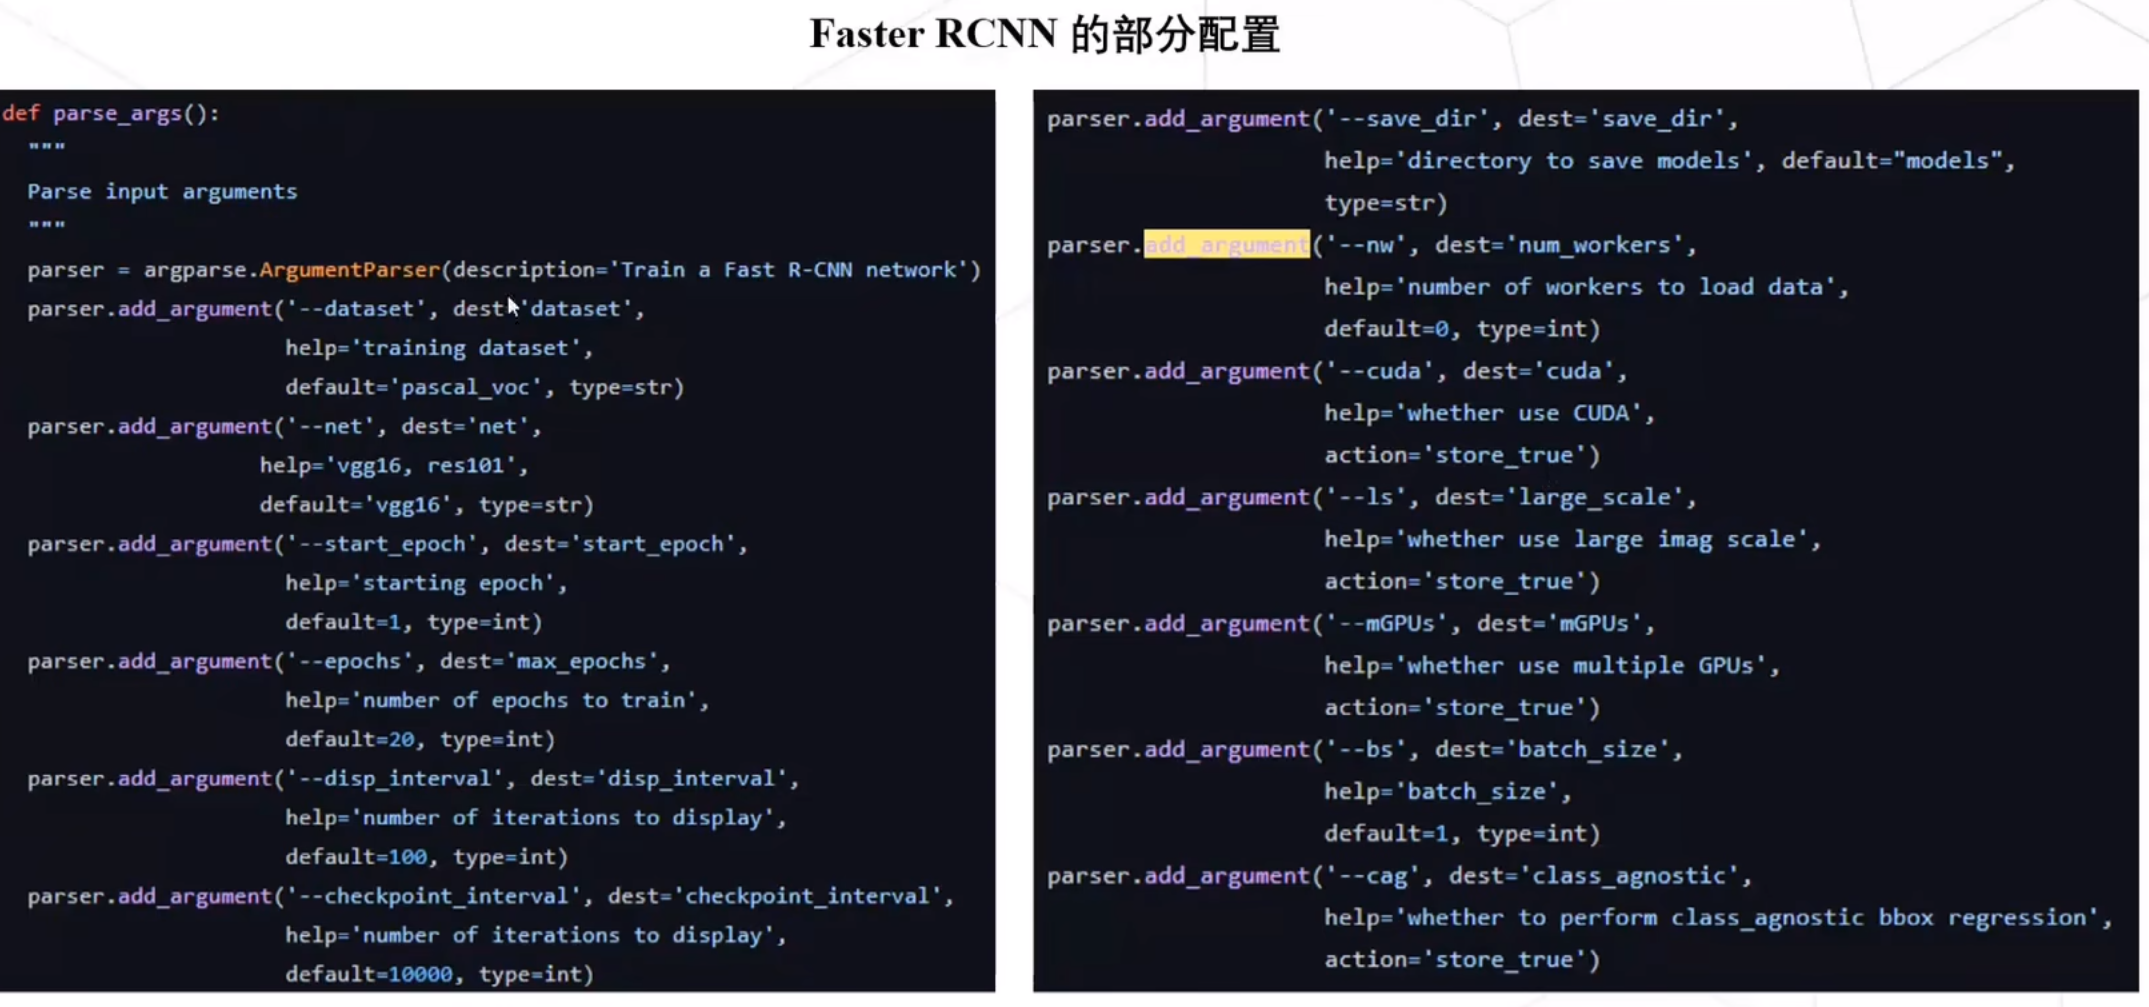 Faster RCNN 的部分配置
def parse_args():
"""
Parse input arguments
"""
parser = argparse.ArgumentParser(description='Train a Fast R-CNN network')
parser.add_argument('--dataset', dest='dataset',
help='training dataset',
default='pascal_voc', type=str)
parser.add_argument('--net', dest='net',
help='vgg16, res101',
default='vgg16', type=str)
parser.add_argument('--start_epoch', dest='start_epoch',
help='starting epoch',
default=1, type=int)
parser.add_argument('--epochs', dest='max_epochs',
help='number of epochs to train',
default=20, type=int)
parser.add_argument('--disp_interval', dest='disp_interval',
help='number of iterations to display',
default=100, type=int)
parser.add_argument('--checkpoint_interval', dest='checkpoint_interval',
help='number of iterations to display',
default=10000, type=int)
parser.add_argument('--save_dir', dest='save_dir',
help='directory to save models', default="models",
type=str)
parser.add_argument('--nw', dest='num_workers',
help='number of workers to load data',
default=0, type=int)
parser.add_argument('--cuda', dest='cuda',
help='whether use CUDA',
action='store_true')
parser.add_argument('--ls', dest='large_scale',
help='whether use large imag scale',
action='store_true')
parser.add_argument('--mGPUs', dest='mGPUs',
help='whether use multiple GPUs',
action='store_true')
parser.add_argument('--bs', dest='batch_size',
help='batch_size',
default=1, type=int)
parser.add_argument('--cag', dest='class_agnostic',
help='whether to perform class_agnostic bbox regression',
action='store_true')